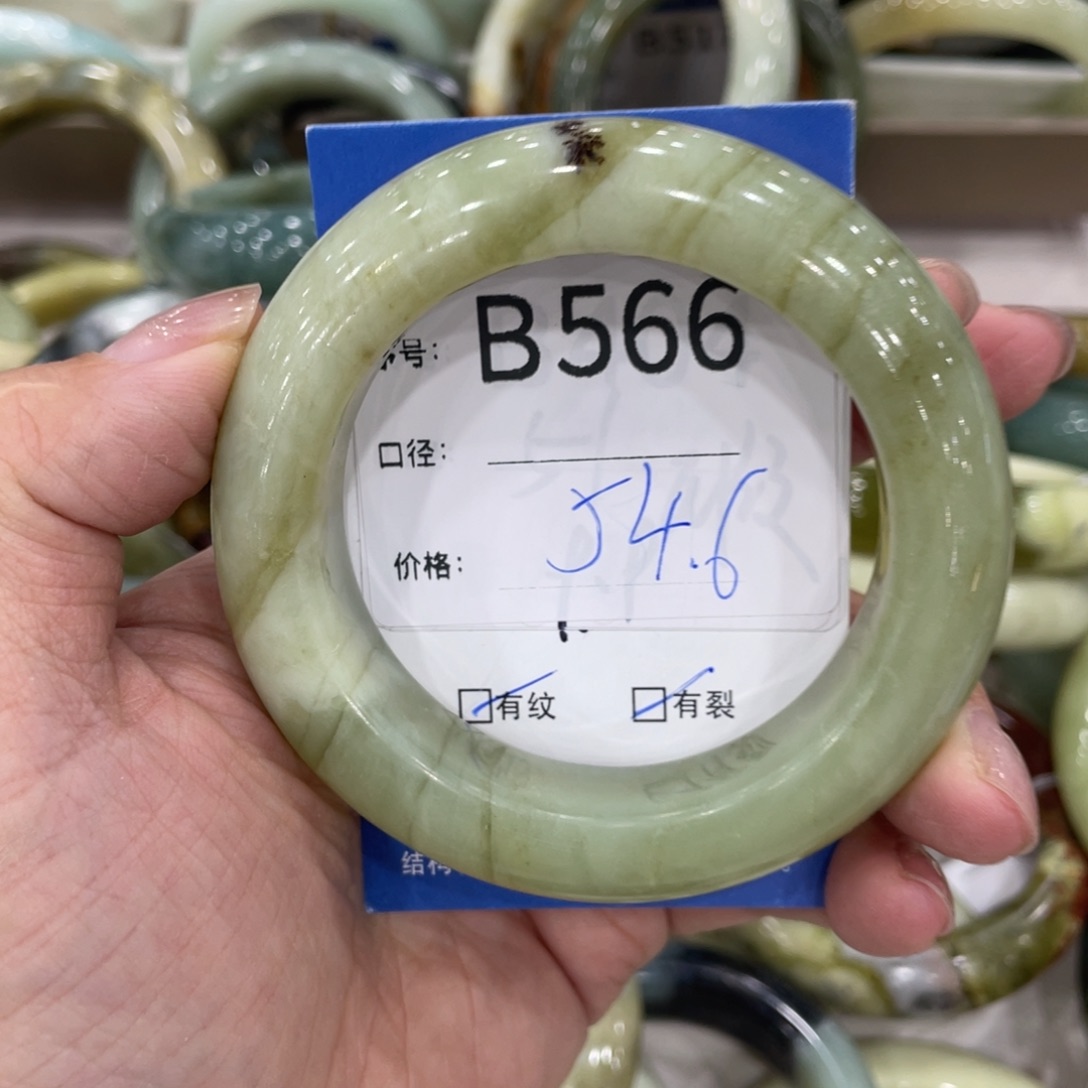 号: B566
口径:
价格: 54.6
□有纹 □有裂
结构